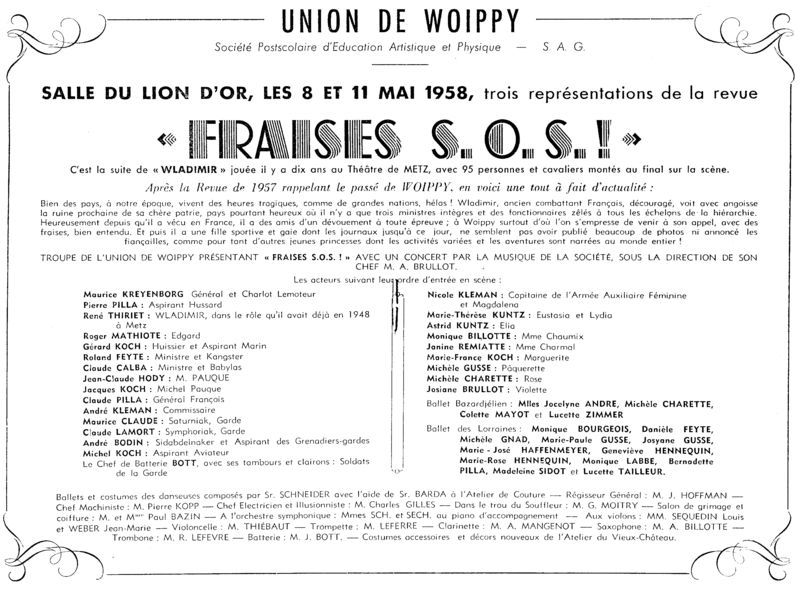 UNION DE WOIPPY
Société Postscolaire d'Education Artistique et Physique — S. A. G.
SALLE DU LION D'OR, LES 8 ET 11 MAI 1958, trois représentations de la revue
« FRAISES S.O.S.! »
C'est la suite de « WLADIMIR » jouée il y a dix ans au Théâtre de METZ, avec 95 personnes et cavaliers montés au final sur la scène.
Après la Revue de 1957 rappelant le passé de WOIPPY, en voici une tout à fait d'actualité :
Bien des pays, à notre époque, vivent des heures tragiques, comme de grandes nations, hélas ! Wladimir, ancien combattant Français, découragé, voit avec angoisse
la ruine prochaine de sa chère patrie, pays pourtant heureux où il n'y a que trois ministres intègres et des fonctionnaires zélés à tous les échelons de la hiérarchie.
Heureusement depuis qu'il a vécu en France, il a des amis d'un dévouement à toute épreuve ; à Woippy surtout d'où l'on s'empresse de venir à son appel, avec des
fraises, bien entendu. Et puis il a une fille sportive et gaie dont les journaux jusqu'à ce jour, ne semblent pas avoir publié beaucoup de photos ni annoncé les
fiançailles, comme pour tant d'autres jeunes princesses dont les activités variées et les aventures sont narrées au monde entier !
TROUPE DE L'UNION DE WOIPPY PRÉSENTANT « FRAISES S.O.S. ! » AVEC UN CONCERT PAR LA MUSIQUE DE LA SOCIÉTÉ, SOUS LA DIRECTION DE SON
CHEF M. A. BRULLOT.
Les acteurs suivant leur ordre d'entrée en scène :
Maurice KREYENBORG Général et Charlot Lemoteur
Pierre PILLA : Aspirant Hussard
René THIRIET : WLADIMIR, dans le rôle qu'il avait déjà en 1948
à Metz
Roger MATHIOTE : Edgard
Gérard KOCH : Huissier et Aspirant Marin
Roland FEYTE : Ministre et Kangster
Claude CALBA : Ministre et Babylas
Jean-Claude HODY : M. PAUQUE
Jacques KOCH : Michel Pauque
Claude PILLA : Général François
André KLEMAN : Commissaire
Maurice CLAUDE : Saturniak, Garde
Claude LAMORT : Symphoriak, Garde
André BODIN : Sidabdelnaker et Aspirant des Grenadiers-gardes
Michel KOCH : Aspirant Aviateur
Le Chef de Batterie BOTT, avec ses tambours et clairons : Soldats
de la Garde
Nicole KLEMAN : Capitaine de l'Armée Auxiliaire Féminine
et Magdelena
Marie-Thérèse KUNTZ : Eustasia et Lydia
Astrid KUNTZ : Elia
Monique BILLOTTE : Mme Chaumix
Janine REMIATTE : Mme Charmal
Marie-France KOCH : Marguerite
Michèle GUSSE : Pâquerette
Michèle CHARETTE : Rose
Josiane BRULLOT : Violette
Ballet Bazardjélien : Mlles Jocelyne ANDRE, Michèle CHARETTE,
Colette MAYOT et Lucette ZIMMER
Ballet des Lorraines : Monique BOURGEOIS, Danièle FEYTE,
Michèle GNAD, Marie-Paule GUSSE, Josyane GUSSE,
Marie - José HAFFENMEYER, Geneviève HENNEQUIN,
Marie-Rose HENNEQUIN, Monique LABBE, Bernadette
PILLA, Madeleine SIDOT et Lucette TAILLEUR.
Ballets et costumes des danseuses composés par Sr. SCHNEIDER avec l'aide de Sr. BARDA à l'Atelier de Couture — Régisseur Général : M. J. HOFFMAN —
Chef Machiniste : M. Pierre KOPP — Chef Electricien et Illusionniste : M. Charles GILLES — Dans le trou du Souffleur : M. G. MOITRY — Salon de grimage et
coiffure : M. et Mme Paul BAZIN — A l'orchestre symphonique : Mmes SCH. et SECH. au piano d'accompagnement — Aux violons : MM. SEQUEDIN Louis
et WEBER Jean-Marie — Violoncelle : M. THIÉBAUT — Trompette : M. LEFERRE — Clarinette : M. A. MANGENOT — Saxophone : M. A. BILLOTTE —
Trombone : M. R. LEFEVRE — Batterie : M. J. BOTT. — Costumes accessoires et décors nouveaux de l'Atelier du Vieux-Château.